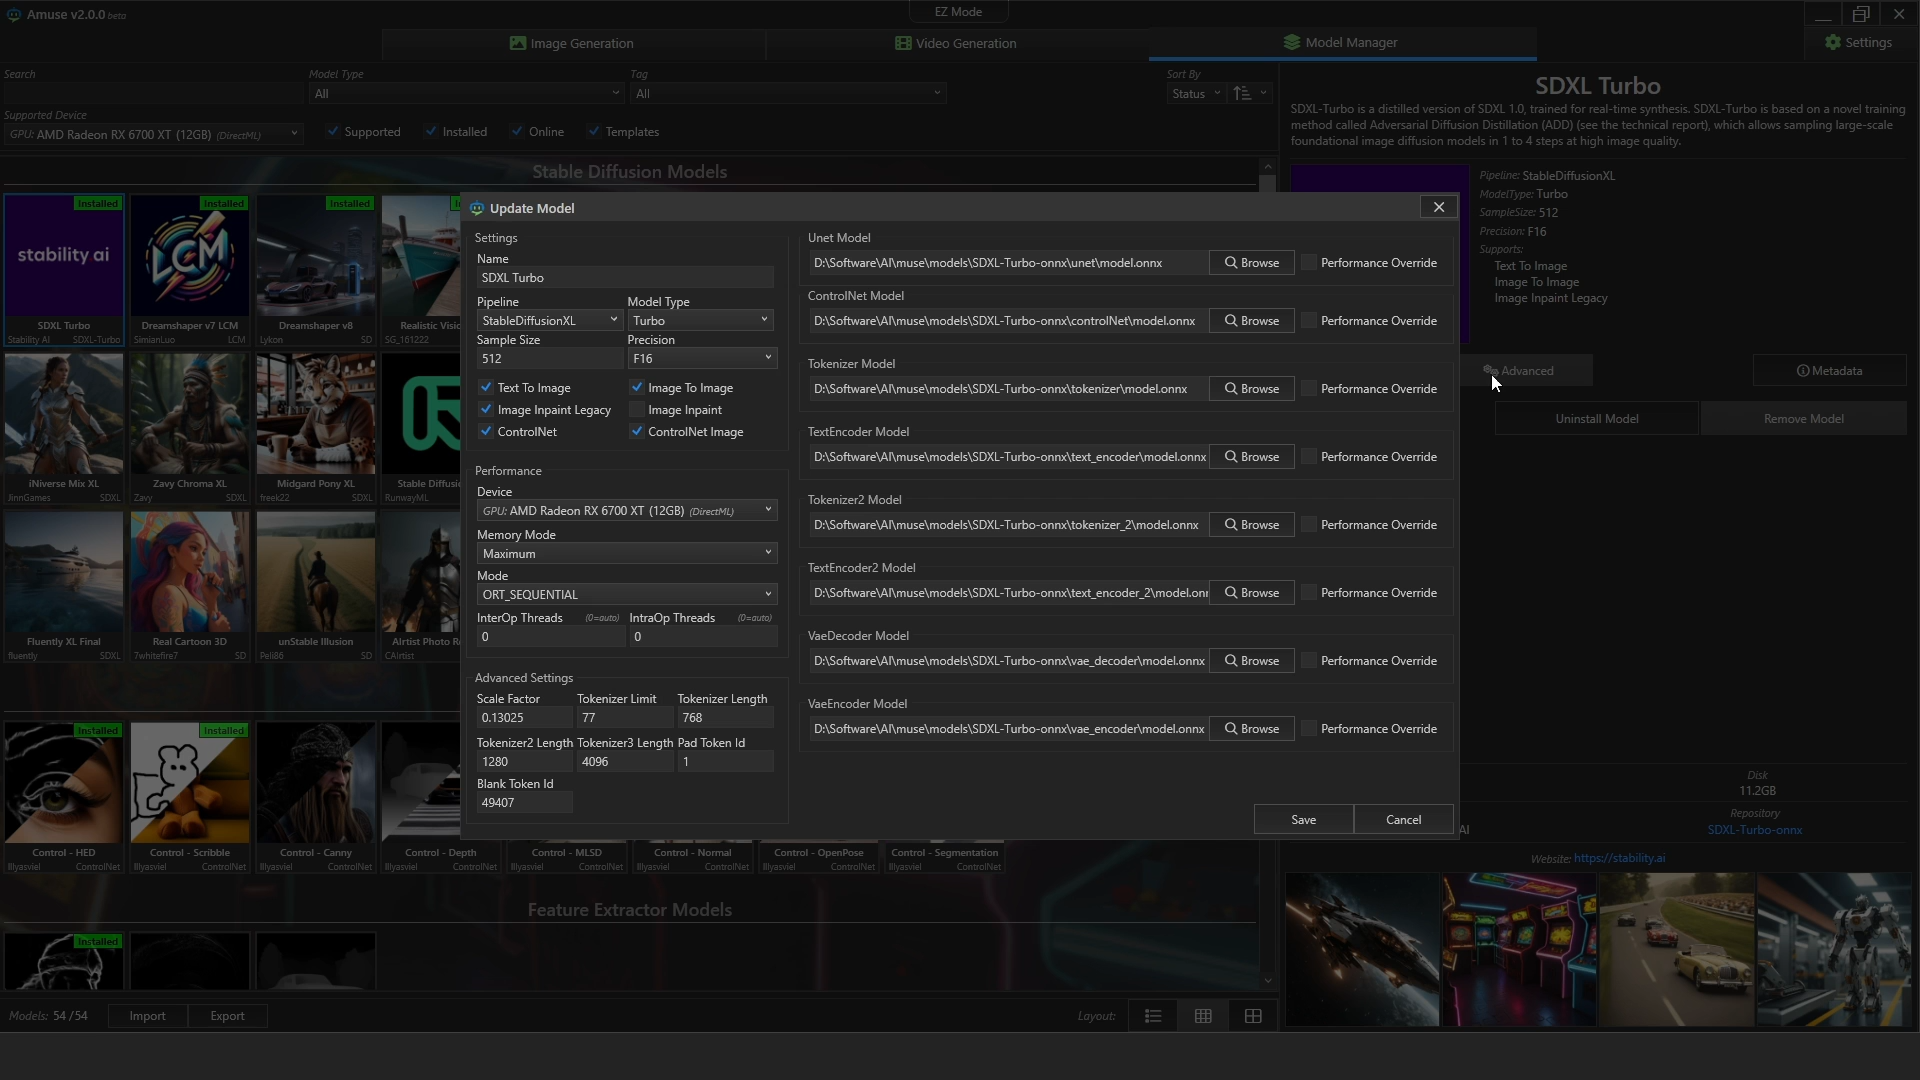 Amuse v2.0.0 beta
EZ Mode
Image Generation
Video Generation
Model Manager
Settings
Search
Model Type
All
Tag
All
Sort By
Status
Supported Device
GPU: AMD Radeon RX 6700 XT (12GB) (DirectML)
Supported
Installed
Online
Templates
SDXL Turbo
SDXL-Turbo is a distilled version of SDXL 1.0, trained for real-time synthesis. SDXL-Turbo is based on a novel training
method called Adversarial Diffusion Distillation (ADD) (see the technical report), which allows sampling large-scale
foundational image diffusion models in 1 to 4 steps at high image quality.
Pipeline: StableDiffusionXL
ModelType: Turbo
SampleSize: 512
Precision: F16
Supports:
Text To Image
Image To Image
Image Inpaint Legacy
Advanced
Metadata
Uninstall Model
Remove Model
Disk
11.2GB
Repository
SDXL-Turbo-onnx
AI
Website: https://stability.ai
Stable Diffusion Models
Installed
Installed
Installed
stability ai
LCM
SDXL Turbo
Stability AI SDXL-Turbo
Dreamshaper v7 LCM
SimianLuo LCM
Dreamshaper v8
Lykon SD
Realistic Visio
SG_161222
iNiverse Mix XL
JinnGames SDXL
Zavy Chroma XL
Zavy SDXL
Midgard Pony XL
freek22 SDXL
Stable Diffus
RunwayML
Fluently XL Final
fluently SDXL
Real Cartoon 3D
7whitefire7 SD
unStable Illusion
Peli86 SD
AIrtist Photo R
CAIrtist
Update Model
Settings
Name
SDXL Turbo
Pipeline
StableDiffusionXL
Model Type
Turbo
Sample Size
512
Precision
F16
Text To Image
Image To Image
Image Inpaint Legacy
Image Inpaint
ControlNet
ControlNet Image
Performance
Device
GPU: AMD Radeon RX 6700 XT (12GB) (DirectML)
Memory Mode
Maximum
Mode
ORT_SEQUENTIAL
InterOp Threads (0=auto)
0
IntraOp Threads (0=auto)
0
Advanced Settings
Scale Factor
0.13025
Tokenizer Limit
77
Tokenizer Length
768
Tokenizer2 Length
1280
Tokenizer3 Length
4096
Pad Token Id
1
Blank Token Id
49407
Unet Model
D:\Software\AI\muse\models\SDXL-Turbo-onnx\unet\model.onnx
Browse
Performance Override
ControlNet Model
D:\Software\AI\muse\models\SDXL-Turbo-onnx\controlNet\model.onnx
Browse
Performance Override
Tokenizer Model
D:\Software\AI\muse\models\SDXL-Turbo-onnx\tokenizer\model.onnx
Browse
Performance Override
TextEncoder Model
D:\Software\AI\muse\models\SDXL-Turbo-onnx\text_encoder\model.onnx
Browse
Performance Override
Tokenizer2 Model
D:\Software\AI\muse\models\SDXL-Turbo-onnx\tokenizer_2\model.onnx
Browse
Performance Override
TextEncoder2 Model
D:\Software\AI\muse\models\SDXL-Turbo-onnx\text_encoder_2\model.onn
Browse
Performance Override
VaeDecoder Model
D:\Software\AI\muse\models\SDXL-Turbo-onnx\vae_decoder\model.onnx
Browse
Performance Override
VaeEncoder Model
D:\Software\AI\muse\models\SDXL-Turbo-onnx\vae_encoder\model.onnx
Browse
Performance Override
Save
Cancel
Installed
Installed
Control - HED
lllyasviel ControlNet
Control - Scribble
lllyasviel ControlNet
Control - Canny
lllyasviel ControlNet
Control - Depth
lllyasviel ControlNet
Control - MLSD
lllyasviel ControlNet
Control - Normal
lllyasviel ControlNet
Control - OpenPose
lllyasviel ControlNet
Control - Segmentation
lllyasviel ControlNet
Feature Extractor Models
Installed
Models: 54 /54
Import
Export
Layout: